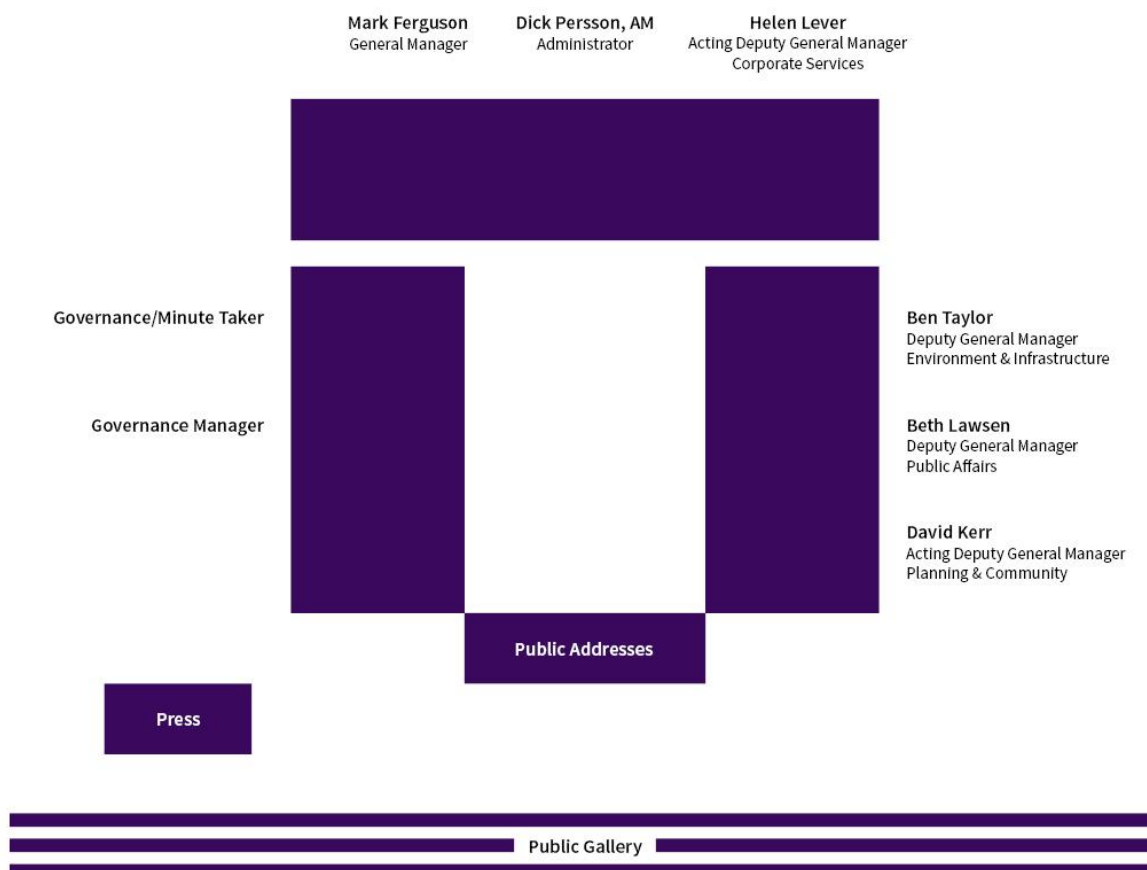 Mark Ferguson
General Manager
Dick Persson, AM
Administrator
Helen Lever
Acting Deputy General Manager
Corporate Services
Governance/Minute Taker
Governance Manager
Ben Taylor
Deputy General Manager
Environment & Infrastructure
Beth Lawsen
Deputy General Manager
Public Affairs
David Kerr
Acting Deputy General Manager
Planning & Community
Public Addresses
Press
Public Gallery